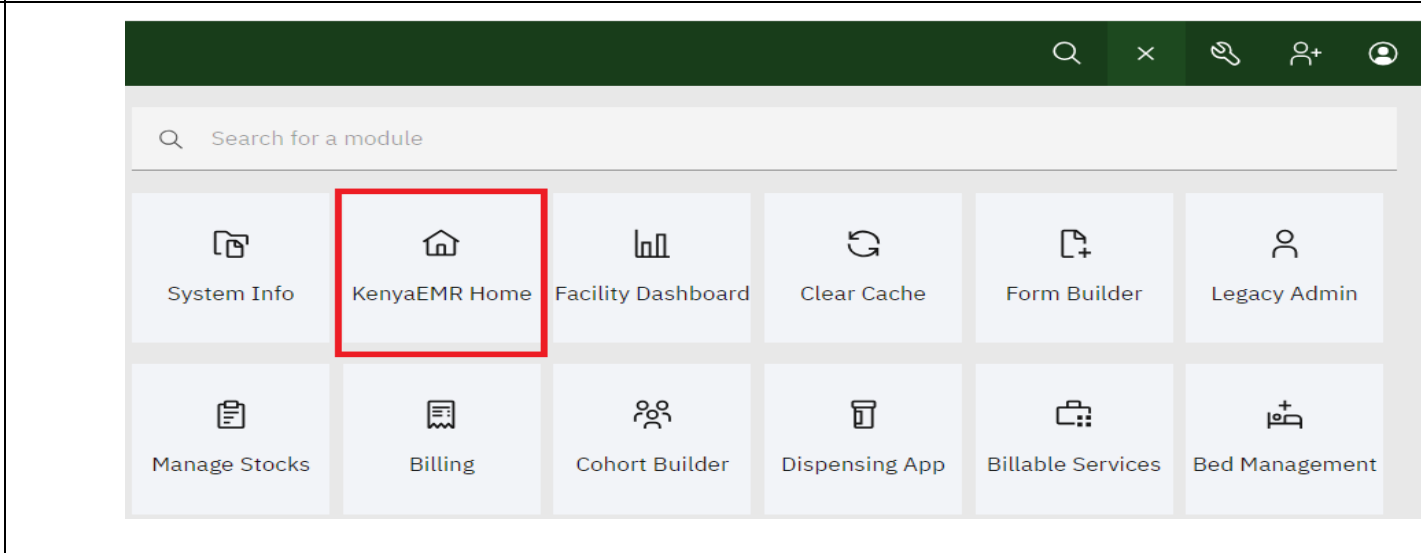 Search for a module
System Info
KenyaEMR Home
Facility Dashboard
Clear Cache
Form Builder
Legacy Admin
Manage Stocks
Billing
Cohort Builder
Dispensing App
Billable Services
Bed Management